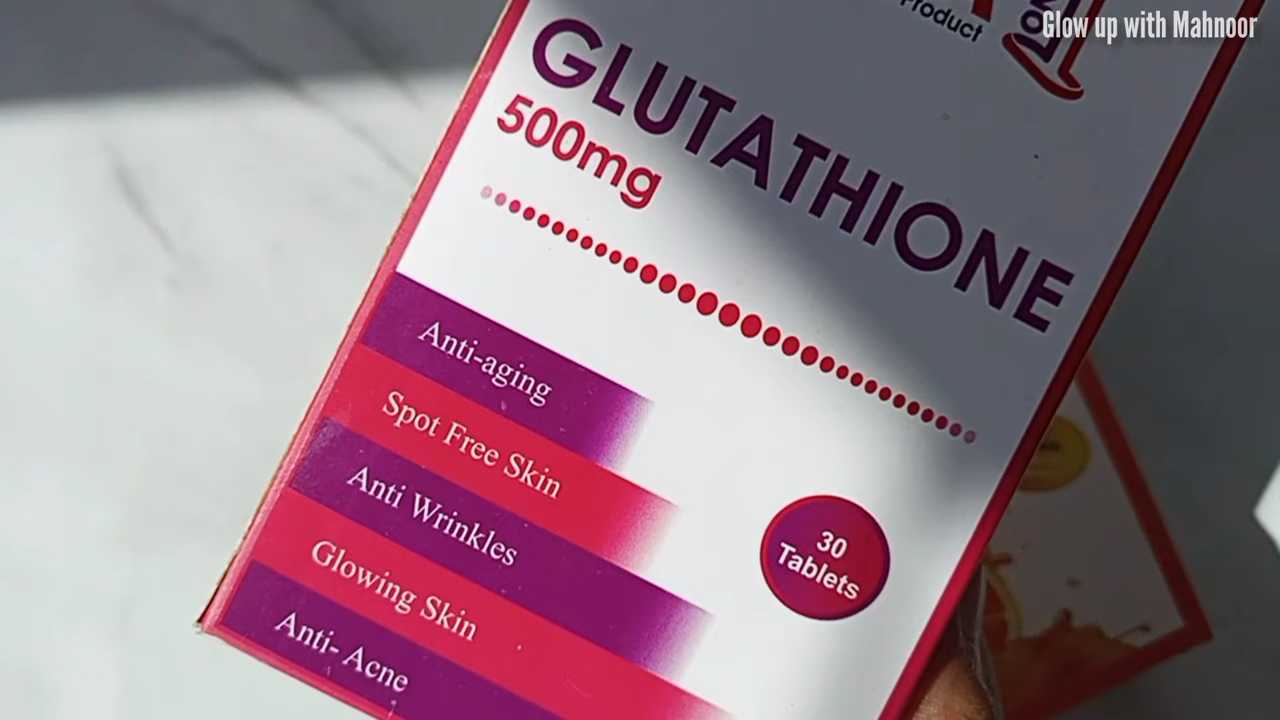 Glow up with Mahnoor
Product
GLUTATHIONE
500mg
Anti-aging
Spot Free Skin
Anti Wrinkles
Glowing Skin
Anti- Acne
30
Tablets